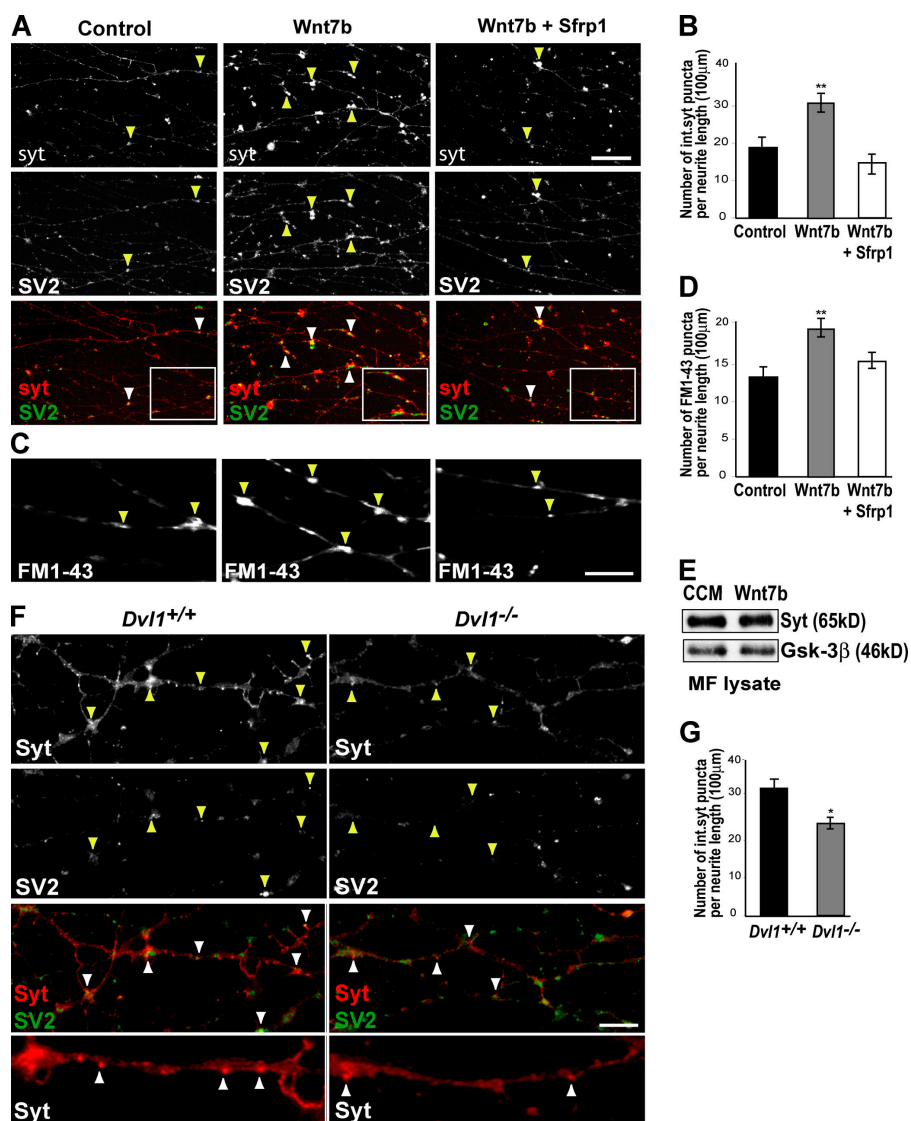 A
Control
Wnt7b
Wnt7b + Sfrp1
syt
syt
syt
SV2
SV2
SV2
syt
SV2
syt
SV2
syt
SV2
B
Number of int.syt puncta
per neurite length (100µm)
40
30
20
10
0
**
Control
Wnt7b
Wnt7b
+ Sfrp1
C
FM1-43
FM1-43
FM1-43
D
Number of FM1-43 puncta
per neurite length (100µm)
20
15
10
0
**
Control
Wnt7b
Wnt7b
+ Sfrp1
E
CCM Wnt7b
Syt (65kD)
Gsk-3β (46kD)
MF lysate
F
Dvl1+/+
Dvl1-/-
Syt
Syt
SV2
SV2
Syt
SV2
Syt
SV2
Syt
Syt
G
Number of int.syt puncta
per neurite length (100µm)
40
30
20
10
0
*
Dvl1+/+ Dvl1-/-